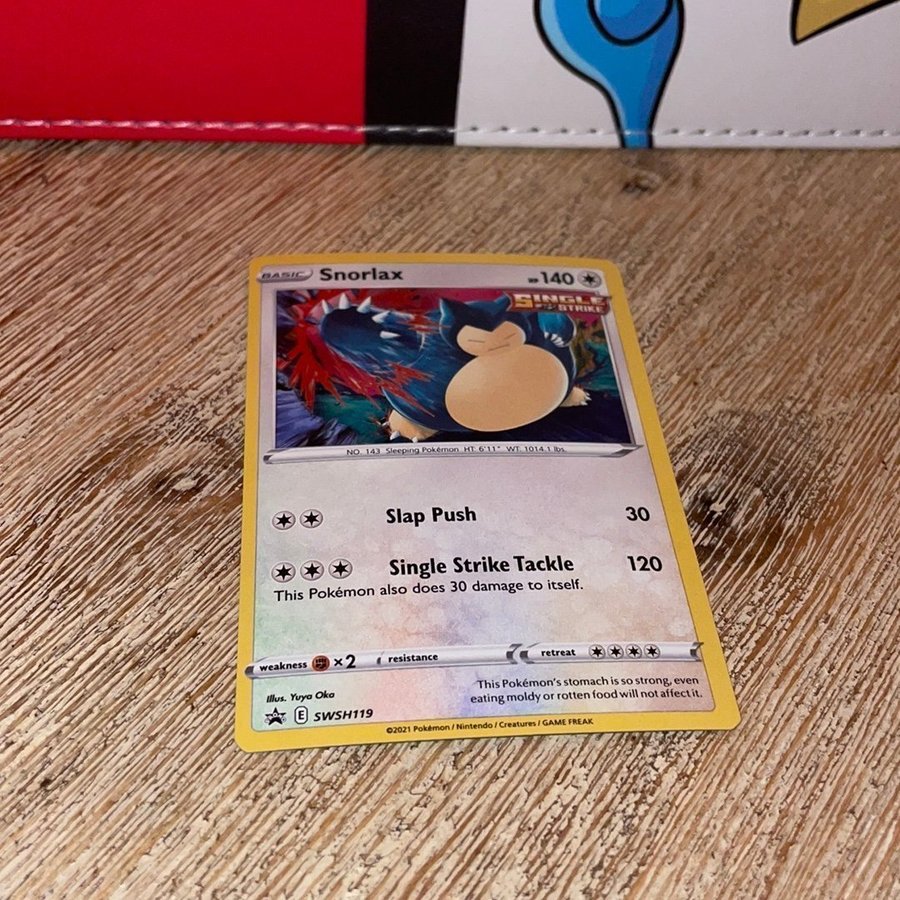 BASIC Snorlax HP 140
SINGLE
STRIKE
NO. 143 Sleeping Pokémon HT: 6'11" WT: 1014.1 lbs.
Slap Push 30
Single Strike Tackle 120
This Pokémon also does 30 damage to itself.
weakness ×2 resistance retreat
Illus. Yuya Oka
This Pokémon's stomach is so strong, even
eating moldy or rotten food will not affect it.
E SWSH119
©2021 Pokémon / Nintendo / Creatures / GAME FREAK